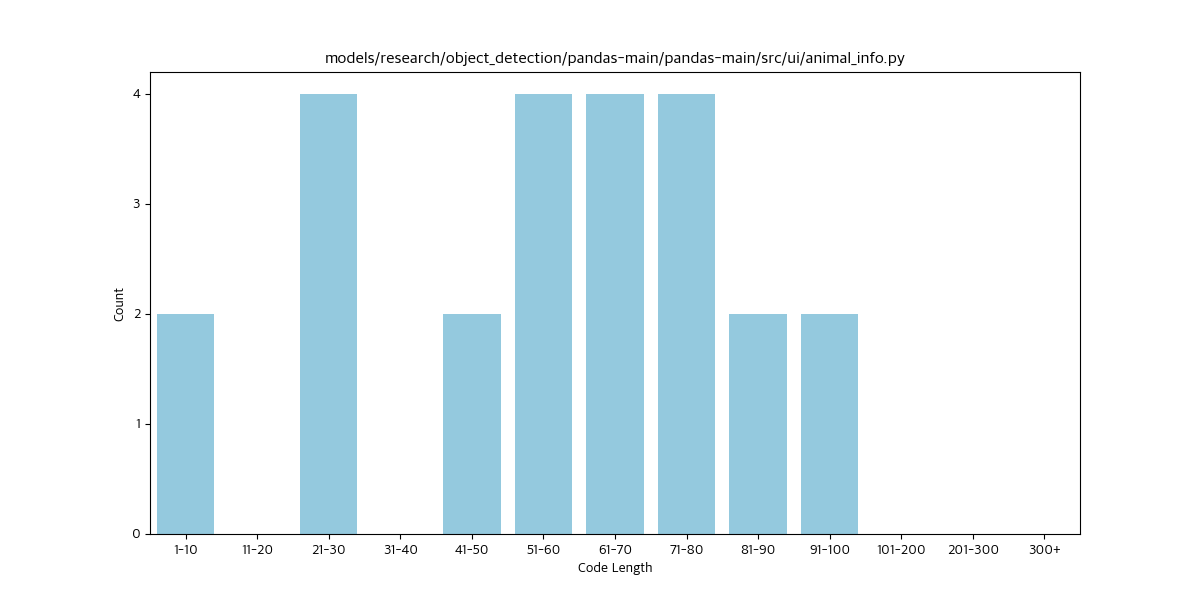 models/research/object_detection/pandas-main/pandas-main/src/ui/animal_info.py
4
3
2
1
0
Count
1-10 11-20 21-30 31-40 41-50 51-60 61-70 71-80 81-90 91-100 101-200 201-300 300+
Code Length